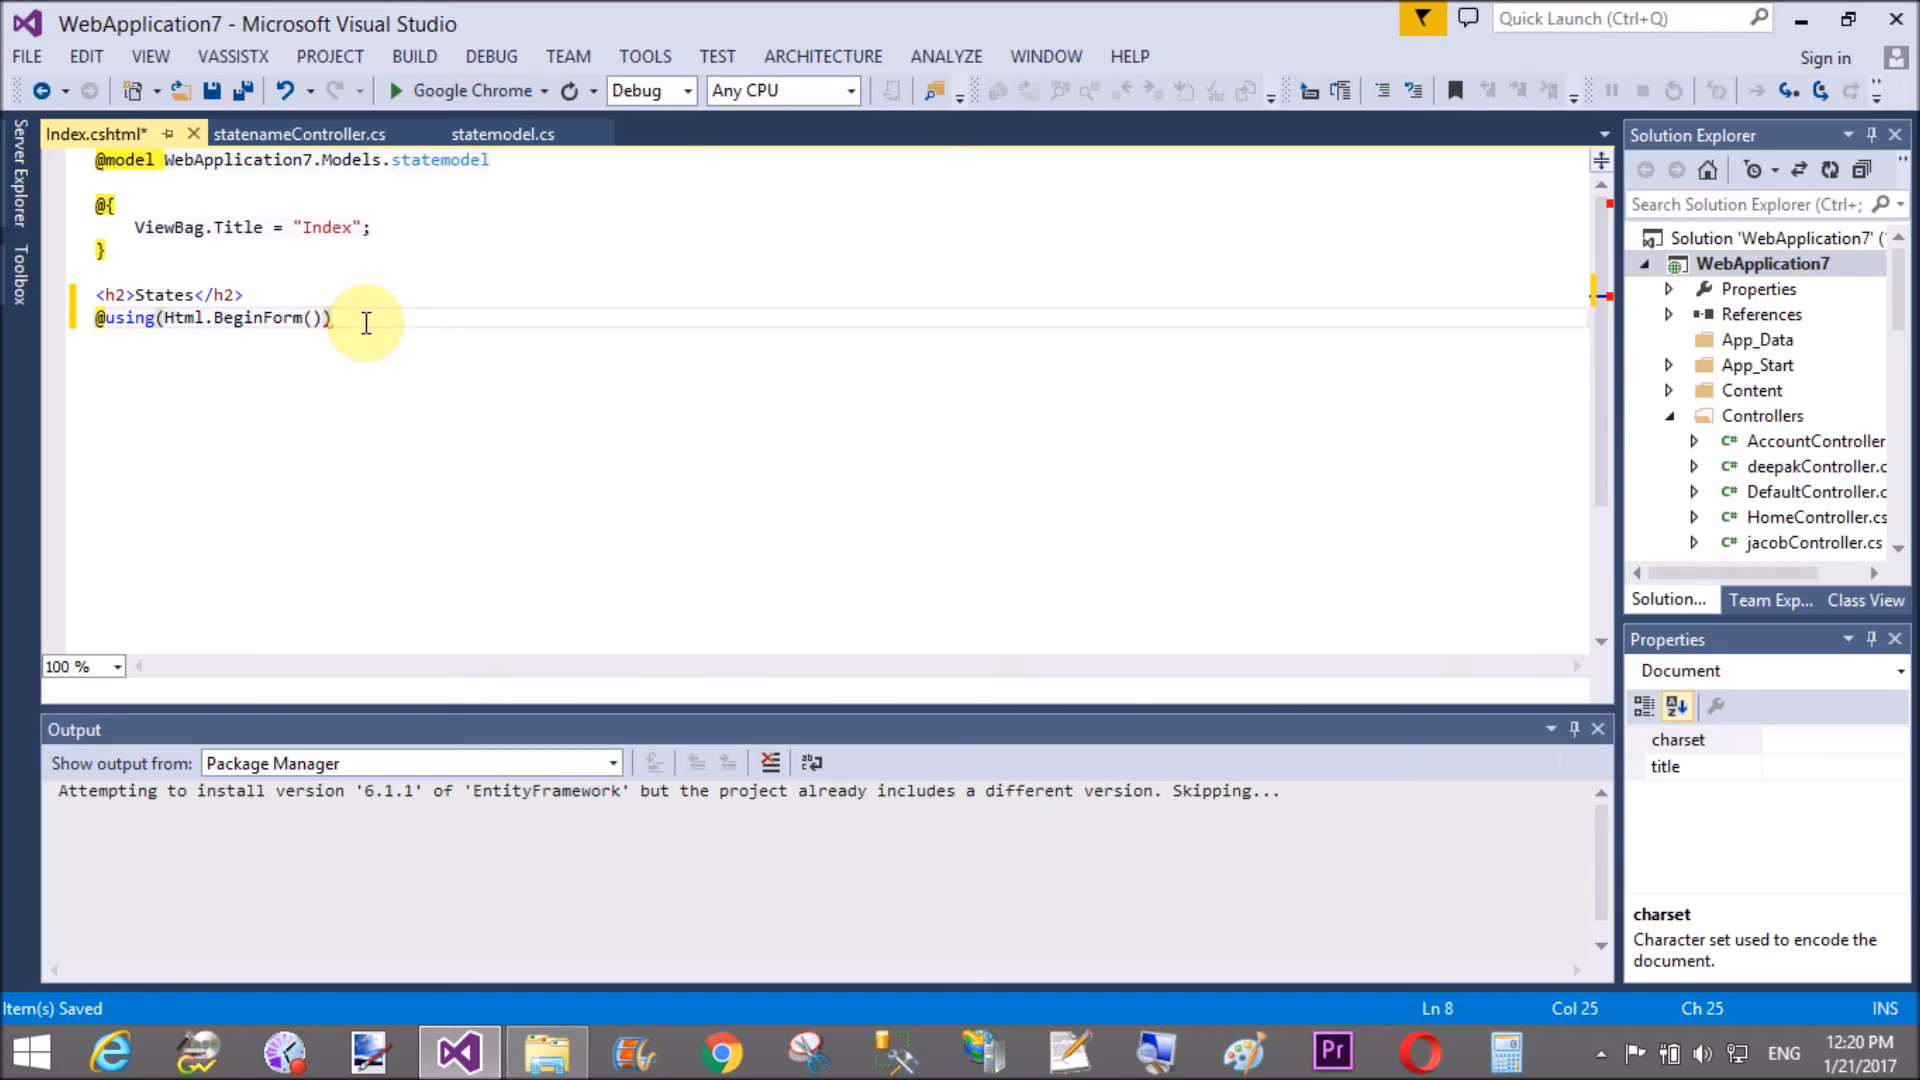 WebApplication7 - Microsoft Visual Studio
Quick Launch (Ctrl+Q)
FILE EDIT VIEW VASSISTX PROJECT BUILD DEBUG TEAM TOOLS TEST ARCHITECTURE ANALYZE WINDOW HELP
Sign in
Google Chrome Debug Any CPU
Server Explorer
Toolbox
Index.cshtml* statenameController.cs statemodel.cs
@model WebApplication7.Models.statemodel
@{
ViewBag.Title = "Index";
}
<h2>States</h2>
@using(Html.BeginForm())
100 %
Output
Show output from: Package Manager
Attempting to install version '6.1.1' of 'EntityFramework' but the project already includes a different version. Skipping...
Solution Explorer
Search Solution Explorer (Ctrl+;
Solution 'WebApplication7' (
WebApplication7
Properties
References
App_Data
App_Start
Content
Controllers
C# AccountController
C# deepakController.c
C# DefaultController.c
C# HomeController.cs
C# jacobController.cs
Solution... Team Exp... Class View
Properties
Document
charset
title
charset
Character set used to encode the
document.
Item(s) Saved
Ln 8 Col 25 Ch 25 INS
Pr
ENG
12:20 PM
1/21/2017